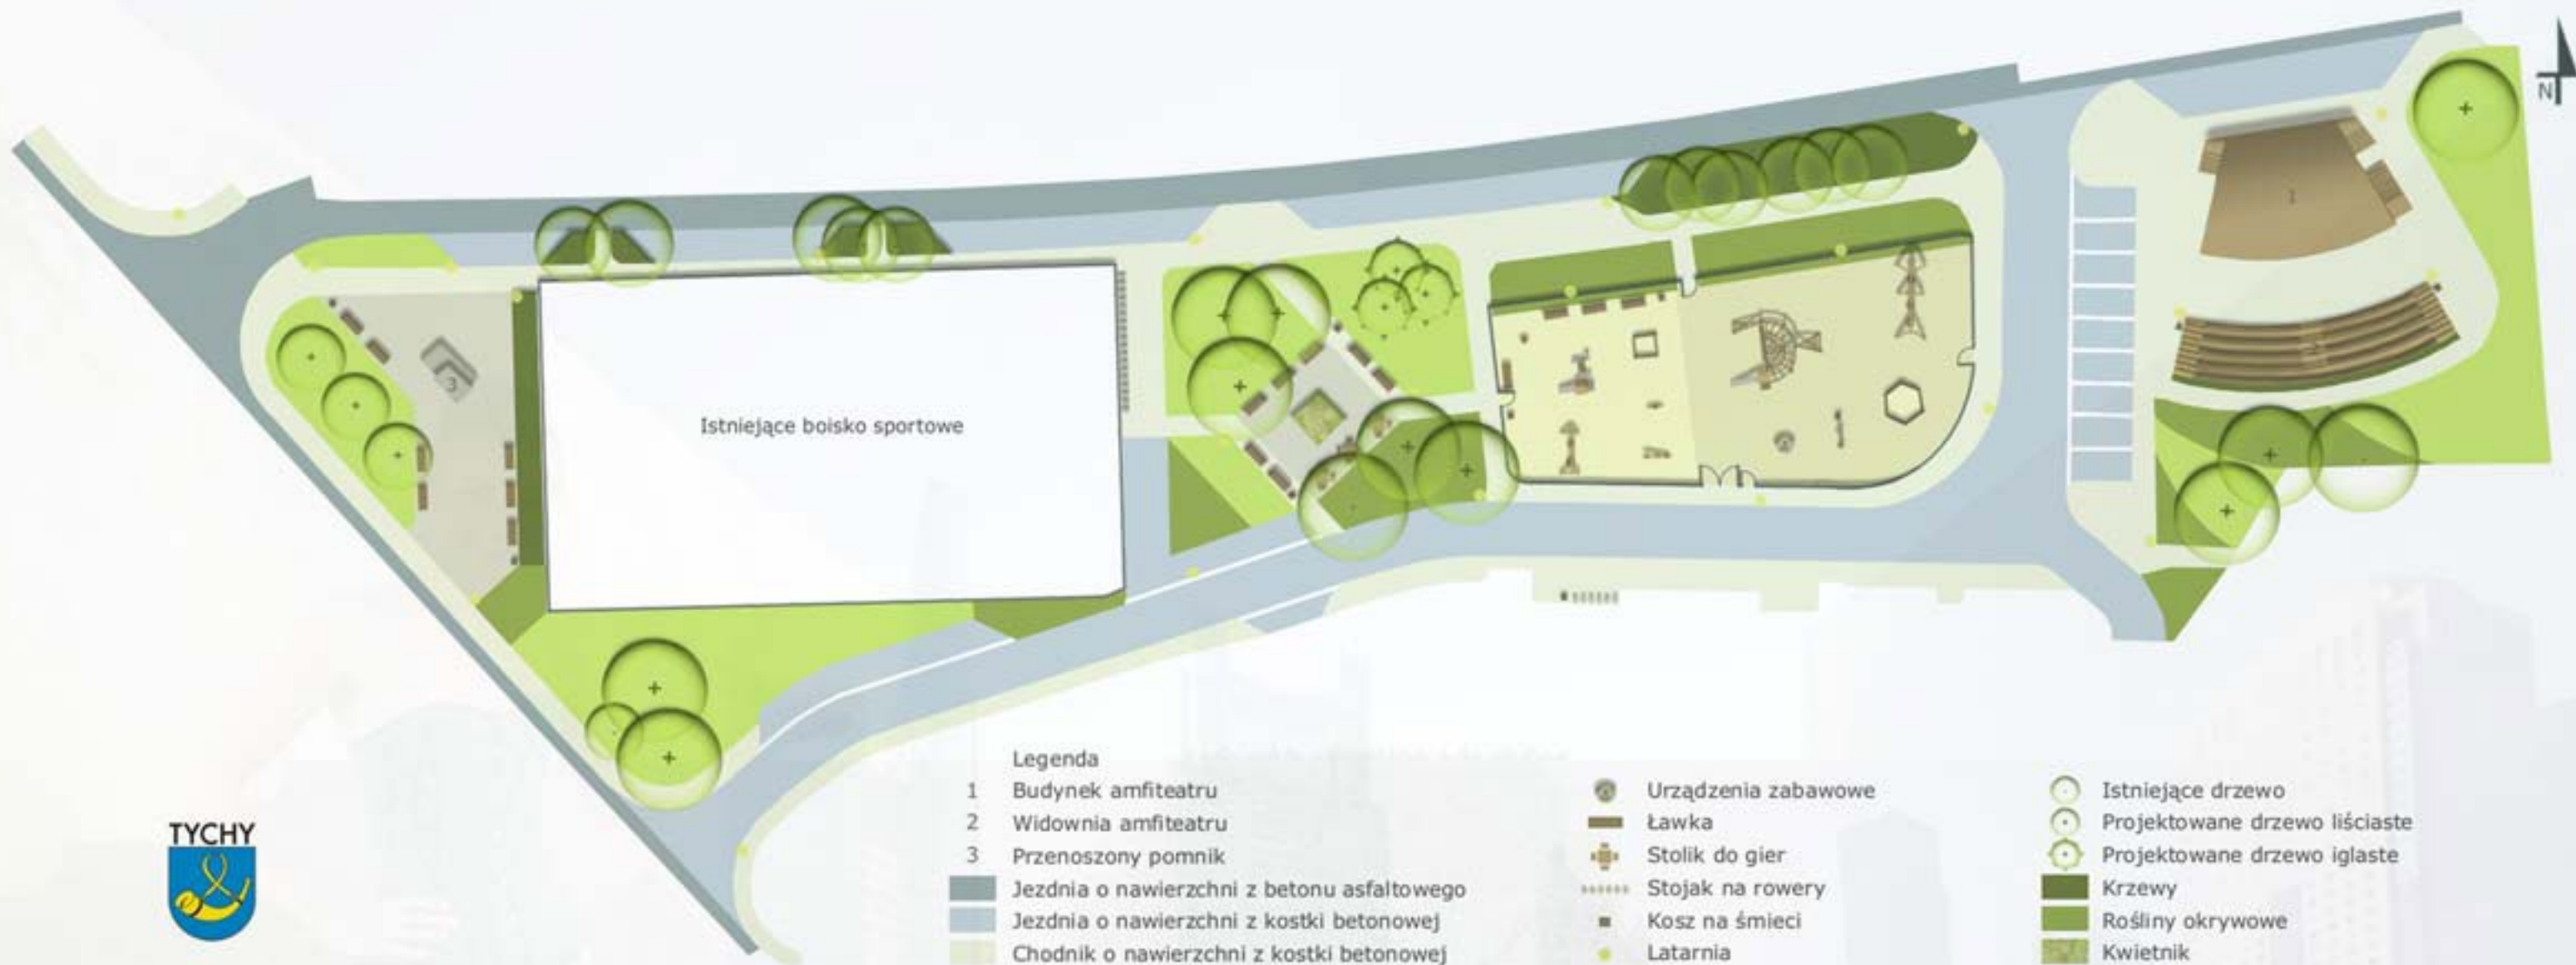 N
1
2
3
Istniejące boisko sportowe
TYCHY
Legenda
1 Budynek amfiteatru
2 Widownia amfiteatru
3 Przenoszony pomnik
Jezdnia o nawierzchni z betonu asfaltowego
Jezdnia o nawierzchni z kostki betonowej
Chodnik o nawierzchni z kostki betonowej
Urządzenia zabawowe
Ławka
Stolik do gier
Stojak na rowery
Kosz na śmieci
Latarnia
Istniejące drzewo
Projektowane drzewo liściaste
Projektowane drzewo iglaste
Krzewy
Rośliny okrywowe
Kwietnik